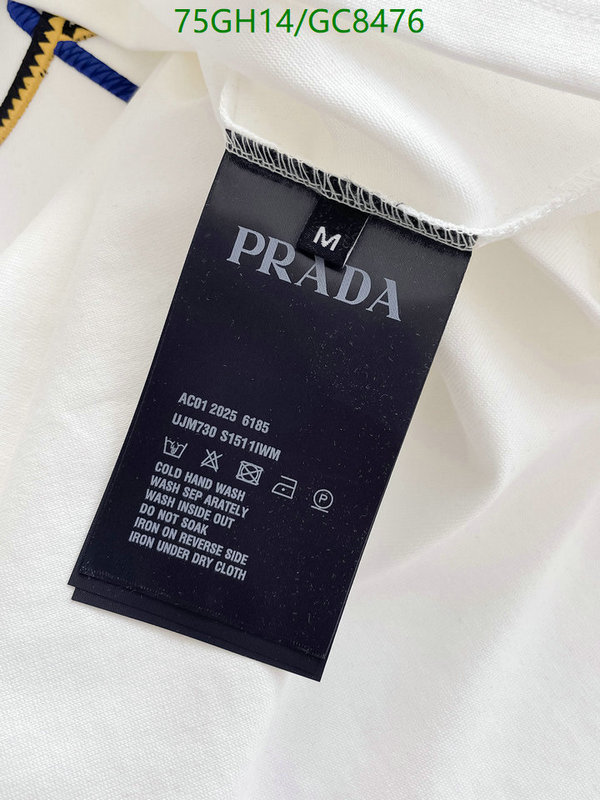 75GH14/GC8476
M
PRADA
AC01 2025 6185
UJM730 S1511IWM
P
COLD HAND WASH
WASH SEP ARATELY
WASH INSIDE OUT
DO NOT SOAK
IRON ON REVERSE SIDE
IRON UNDER DRY CLOTH